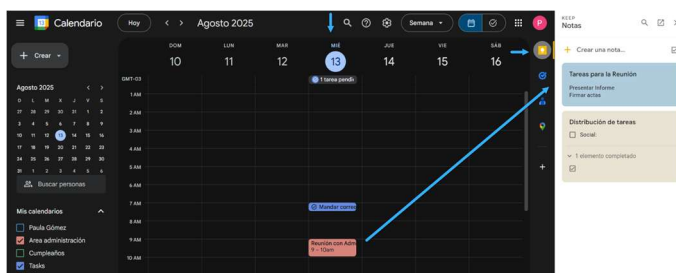 Calendario
Hoy
Agosto 2025
Semana
P
KEEP
Notas
+ Crear
+ Crear una nota...
DOM LUN MAR MIÉ JUE VIE SÁB
10 11 12 13 14 15 16
GMT-03
1 tarea pendi
Agosto 2025
D L M X J V S
27 28 29 30 31 1 2
3 4 5 6 7 8 9
10 11 12 13 14 15 16
17 18 19 20 21 22 23
24 25 26 27 28 29 30
31 1 2 3 4 5 6
Buscar personas
Mis calendarios
Paula Gómez
Area administración
Cumpleaños
Tasks
1 AM
2 AM
3 AM
4 AM
5 AM
6 AM
7 AM
8 AM
9 AM
10 AM
Mandar correo
Reunión con Adm
9 – 10am
Tareas para la Reunión
Presentar Informe
Firmar actas
Distribución de tareas
Social:
1 elemento completado